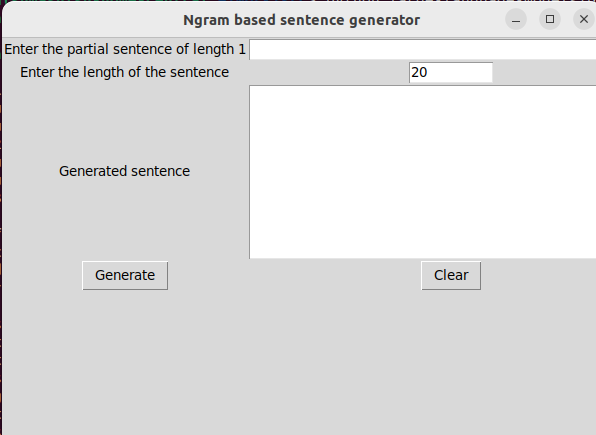 Ngram based sentence generator
Enter the partial sentence of length 1
Enter the length of the sentence 20
Generated sentence
Generate Clear